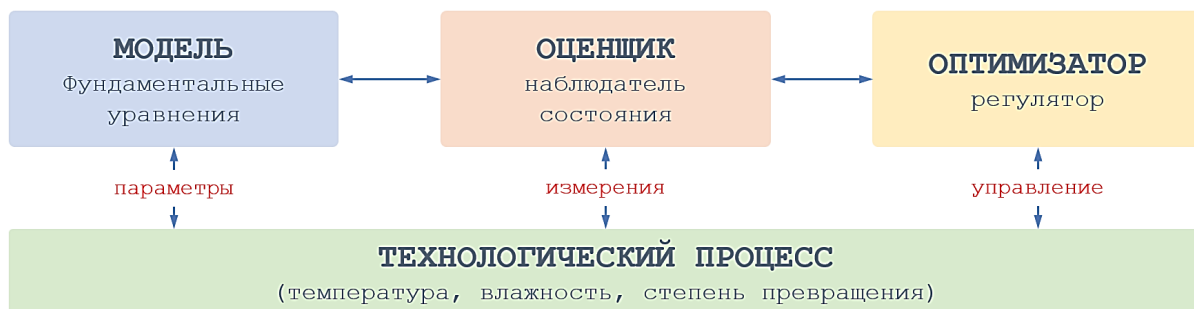 МОДЕЛЬ
Фундаментальные
уравнения
ОЦЕНЩИК
наблюдатель
состояния
ОПТИМИЗАТОР
регулятор
параметры
измерения
управление
ТЕХНОЛОГИЧЕСКИЙ ПРОЦЕСС
(температура, влажность, степень превращения)